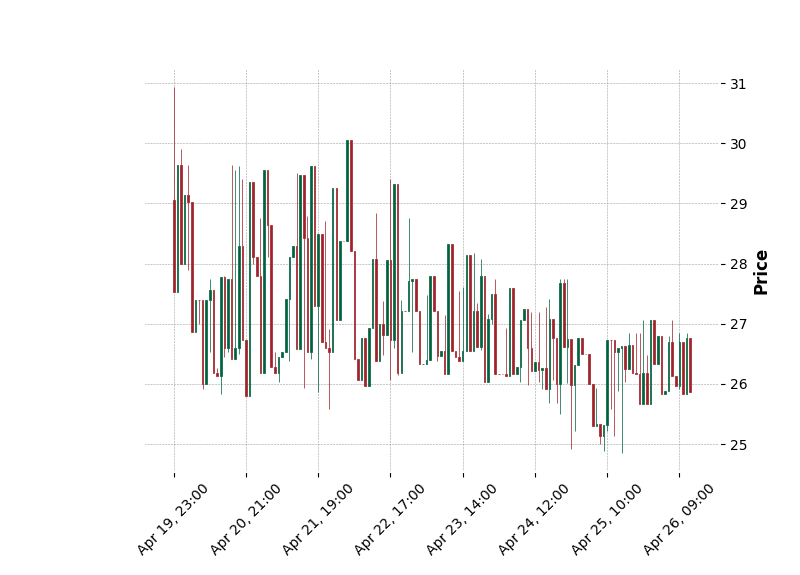 31
30
29
28
27
26
25
Price
Apr 19, 23:00
Apr 20, 21:00
Apr 21, 19:00
Apr 22, 17:00
Apr 23, 14:00
Apr 24, 12:00
Apr 25, 10:00
Apr 26, 09:00